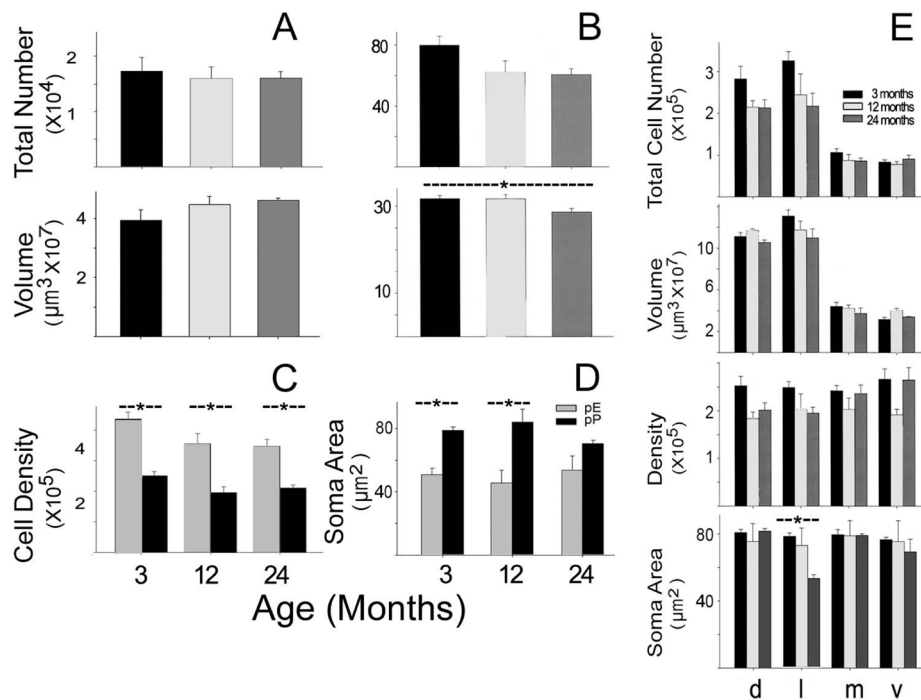 A
B
E
Total Number
(X10⁴)
2
1
80
60
Total Cell Number
(X10⁵)
3
2
1
3 months
12 months
24 months
Volume
(µm³ X10⁷)
4
2
*
30
20
10
Volume
(µm³ X10⁷)
10
6
2
C
D
Cell Density
(X10⁵)
4
2
* * *
Soma Area
(µm²)
80
40
* *
pE
pP
Density
(X10⁵)
3
2
1
3 12 24
3 12 24
Age (Months)
Soma Area
(µm²)
80
40
*
d l m v